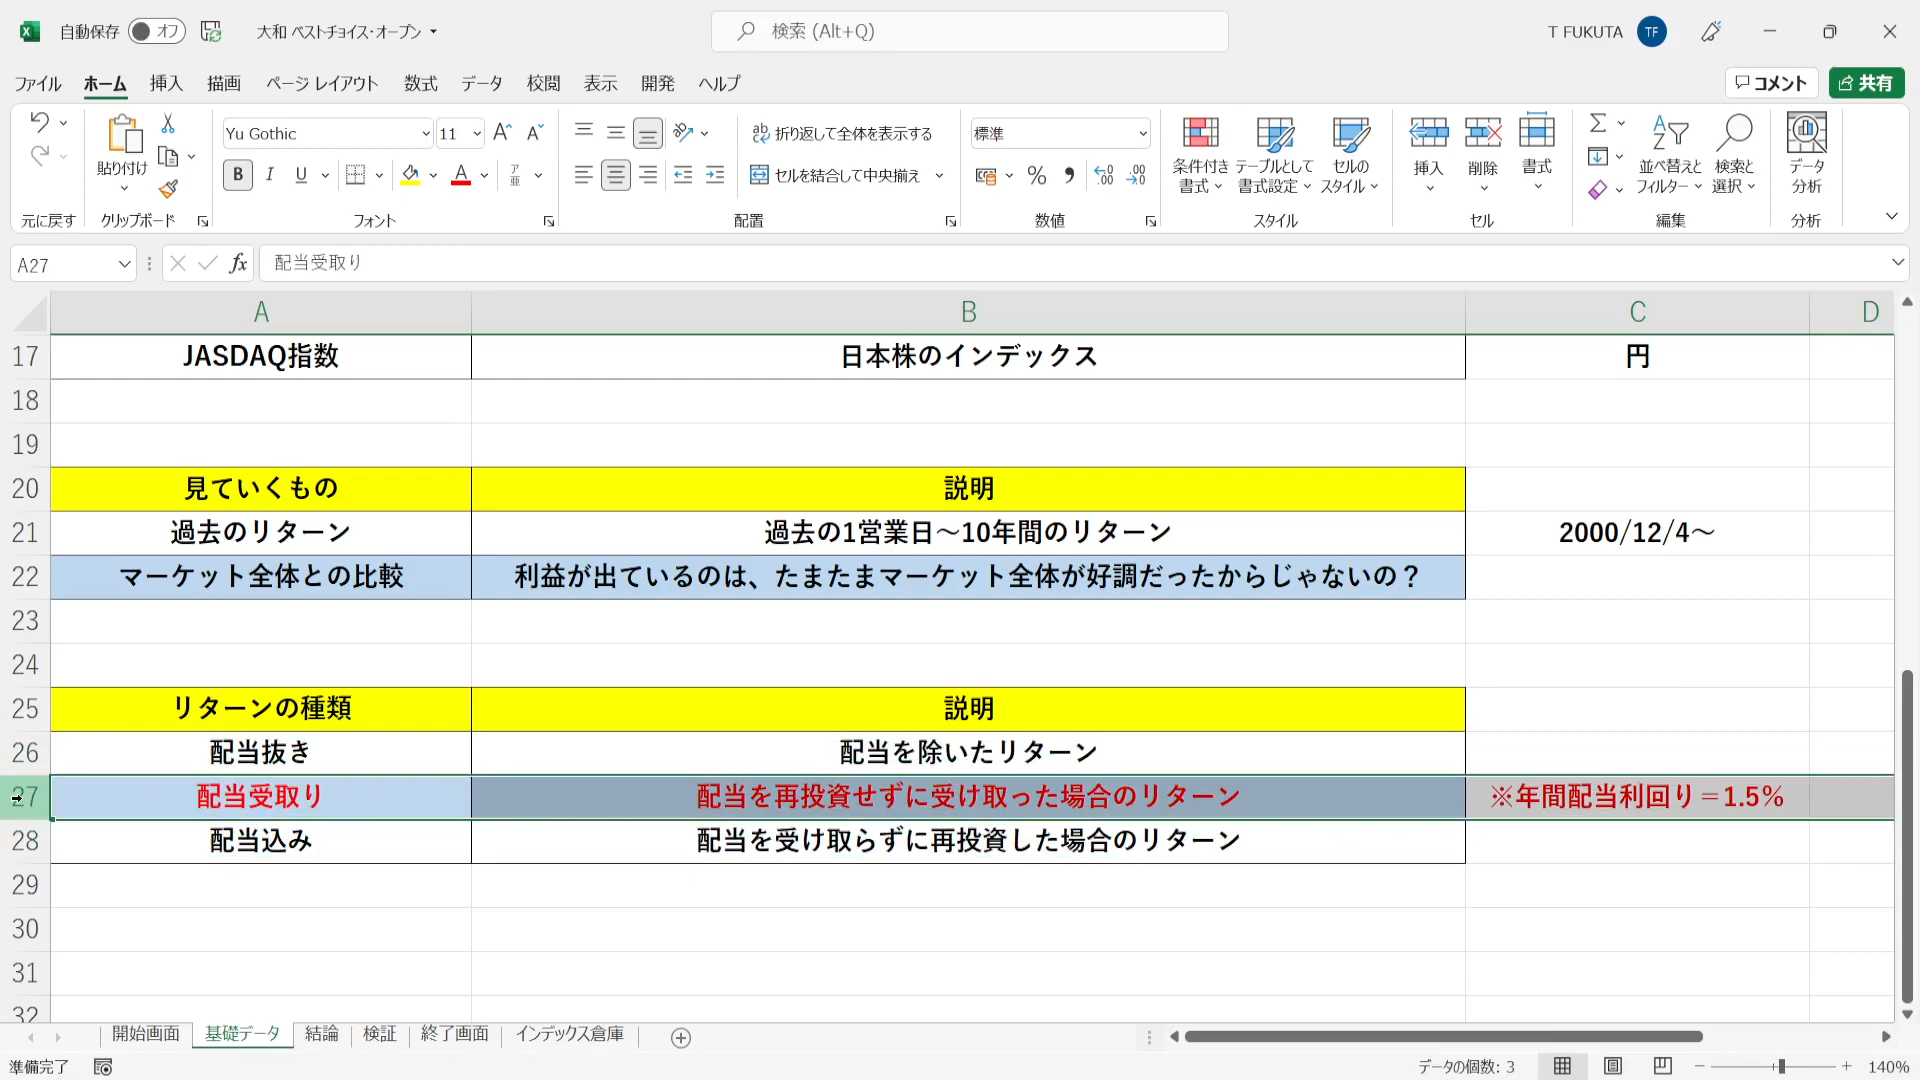 自動保存 オフ 大和 ベストチョイス・オープン 検索 (Alt+Q) T FUKUTA TF
ファイル ホーム 挿入 描画 ページ レイアウト 数式 データ 校閲 表示 開発 ヘルプ コメント 共有
Yu Gothic 11 折り返して全体を表示する 標準
貼り付け B I U A セルを結合して中央揃え % 条件付き書式 テーブルとして書式設定 セルのスタイル 挿入 削除 書式 並べ替えとフィルター 検索と選択 データ分析
元に戻す クリップボード フォント 配置 数値 スタイル セル 編集 分析
A27 fx 配当受取り
A B C D
17 JASDAQ指数 日本株のインデックス 円
18
19
20 見ていくもの 説明
21 過去のリターン 過去の1営業日～10年間のリターン 2000/12/4～
22 マーケット全体との比較 利益が出ているのは、たまたまマーケット全体が好調だったからじゃないの？
23
24
25 リターンの種類 説明
26 配当抜き 配当を除いたリターン
27 配当受取り 配当を再投資せずに受け取った場合のリターン ※年間配当利回り＝1.5%
28 配当込み 配当を受け取らずに再投資した場合のリターン
29
30
31
32
開始画面 基礎データ 結論 検証 終了画面 インデックス倉庫
準備完了 データの個数: 3 140%